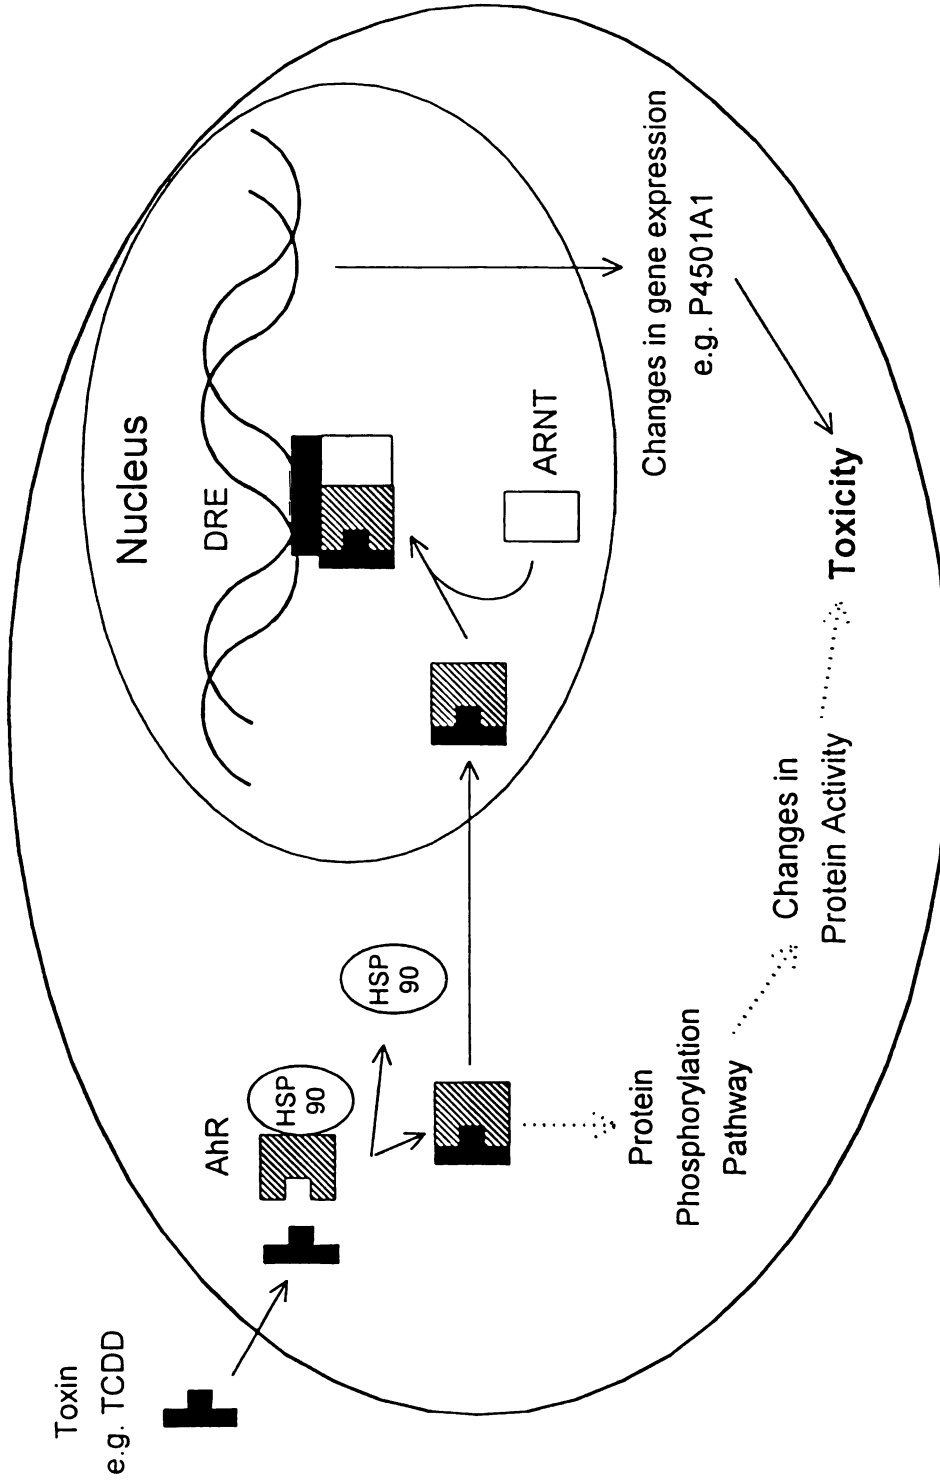 Toxin
e.g. TCDD
AhR
HSP
90
HSP
90
Nucleus
DRE
ARNT
Protein
Phosphorylation
Pathway
Changes in
Protein Activity
Changes in gene expression
e.g. P4501A1
Toxicity